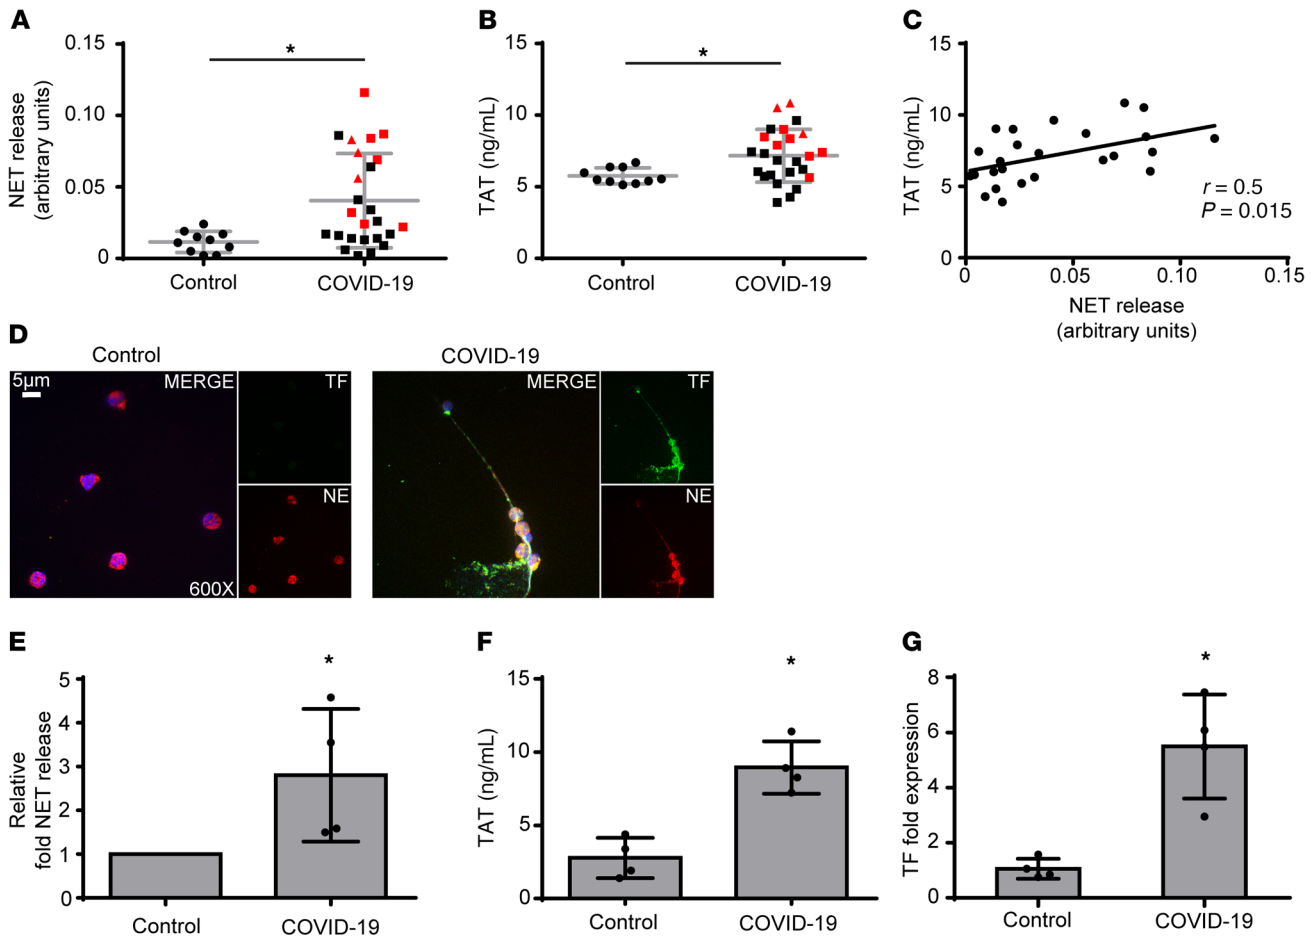 A
NET release
(arbitrary units)
0.15
0.10
0.05
0
*
Control
COVID-19
B
TAT (ng/mL)
15
10
5
0
*
Control
COVID-19
C
TAT (ng/mL)
15
10
5
0
r = 0.5
P = 0.015
0
0.05
0.10
0.15
NET release
(arbitrary units)
D
Control
5µm
MERGE
600X
TF
NE
COVID-19
MERGE
TF
NE
E
Relative
fold NET release
5
4
3
2
1
0
*
Control
COVID-19
F
TAT (ng/mL)
15
10
5
0
*
Control
COVID-19
G
TF fold expression
8
6
4
2
0
*
Control
COVID-19